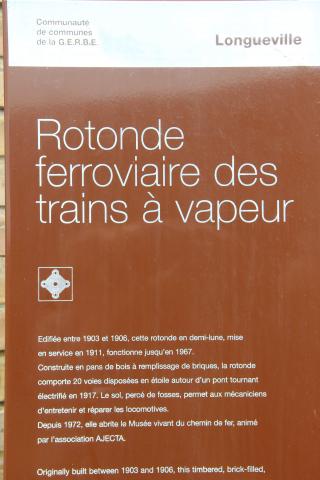 Communauté
de communes
de la G.E.R.B.E.
Longueville
Rotonde
ferroviaire des
trains à vapeur
Edifiée entre 1903 et 1906, cette rotonde en demi-lune, mise
en service en 1911, fonctionne jusqu'en 1967.
Construite en pans de bois à remplissage de briques, la rotonde
comporte 20 voies disposées en étoile autour d'un pont tournant
électrifié en 1917. Le sol, percé de fosses, permet aux mécaniciens
d'entretenir et réparer les locomotives.
Depuis 1972, elle abrite le Musée vivant du chemin de fer, animé
par l'association AJECTA.
Originally built between 1903 and 1906, this timbered, brick-filled,